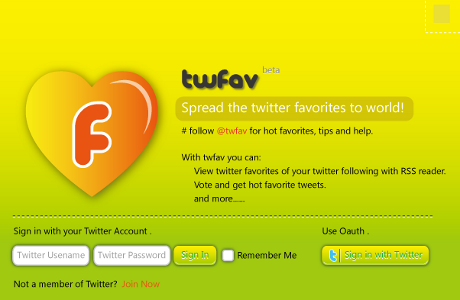 twfav beta
Spread the twitter favorites to world!
# follow @twfav for hot favorites, tips and help.
With twfav you can:
View twitter favorites of your twitter following with RSS reader.
Vote and get hot favorite tweets.
and more......
f
Sign in with your Twitter Account .
Use Oauth .
Twitter Usename Twitter Password Sign In Remember Me
t Sign in with Twitter
Not a member of Twitter? Join Now